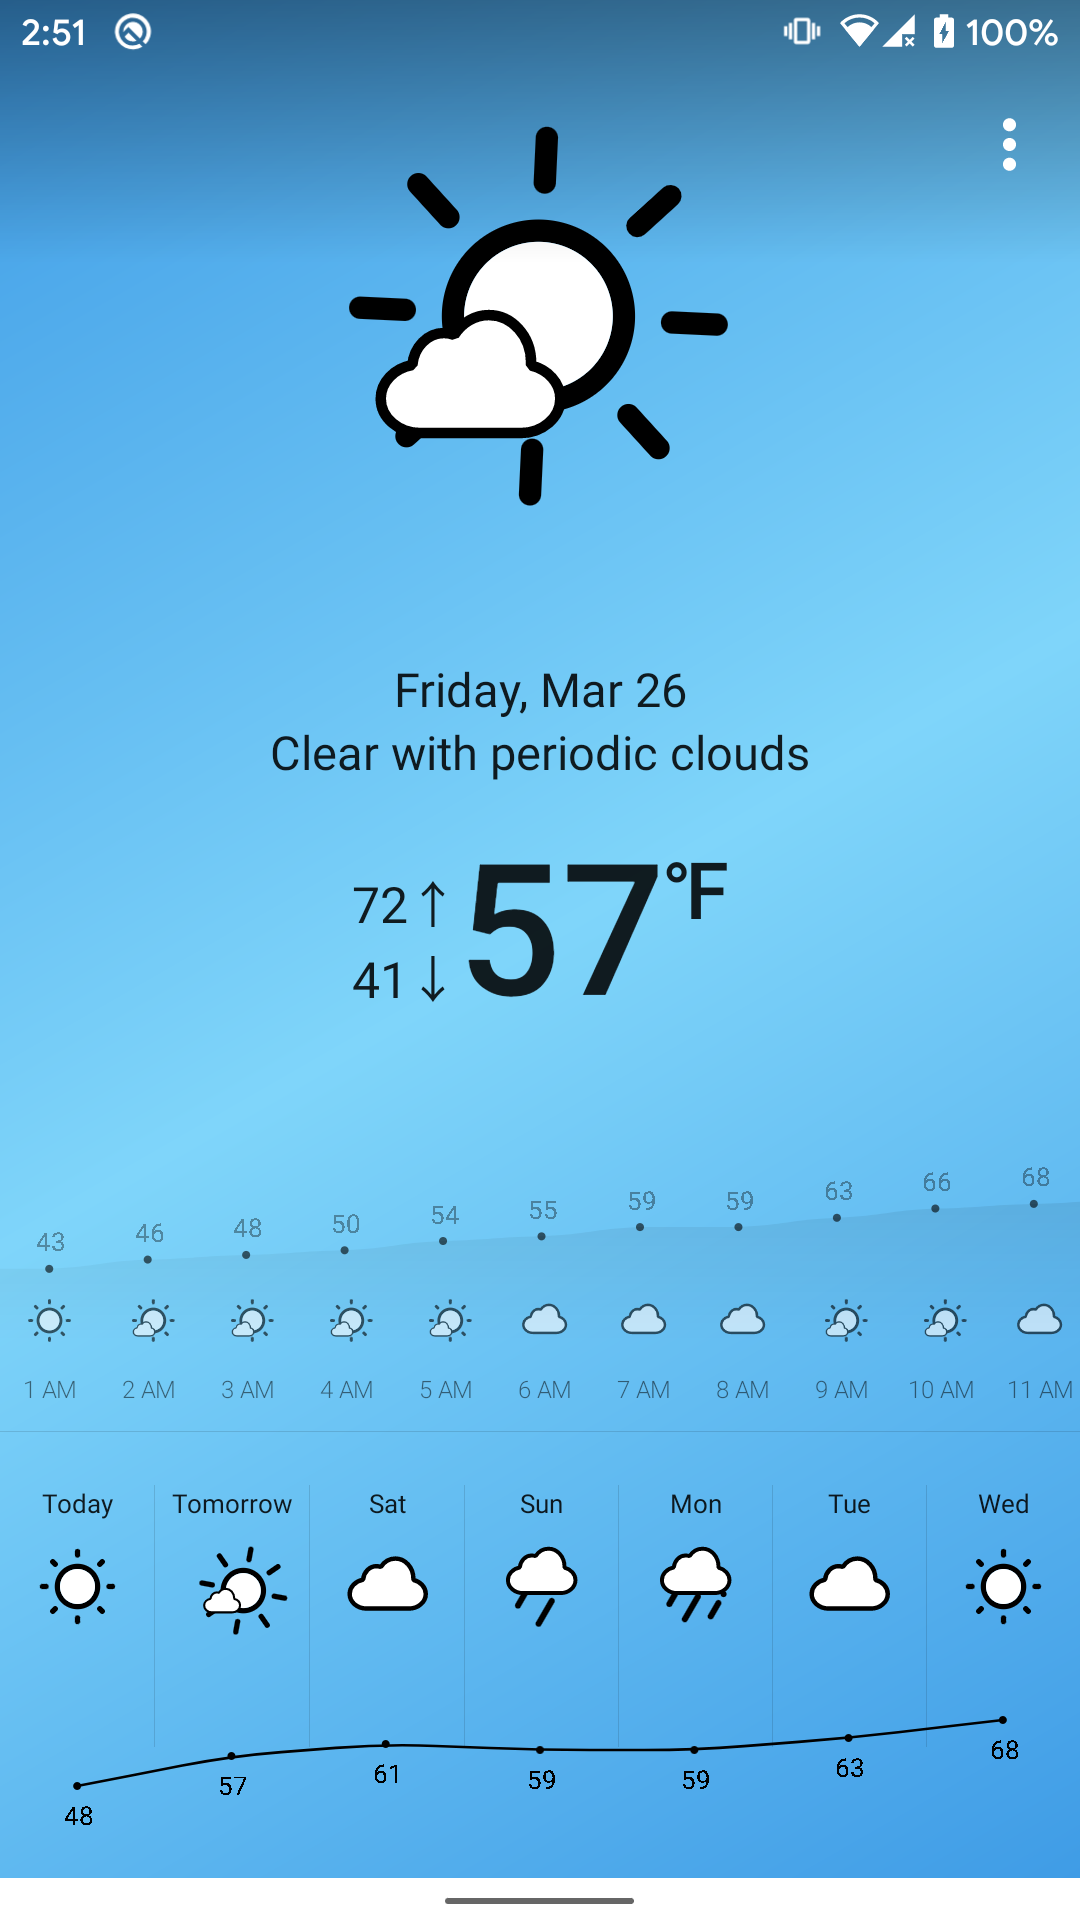 2:51 100%
Friday, Mar 26
Clear with periodic clouds
72↑ 57°F
41↓
43 46 48 50 54 55 59 59 63 66 68
1 AM 2 AM 3 AM 4 AM 5 AM 6 AM 7 AM 8 AM 9 AM 10 AM 11 AM
Today Tomorrow Sat Sun Mon Tue Wed
48 57 61 59 59 63 68